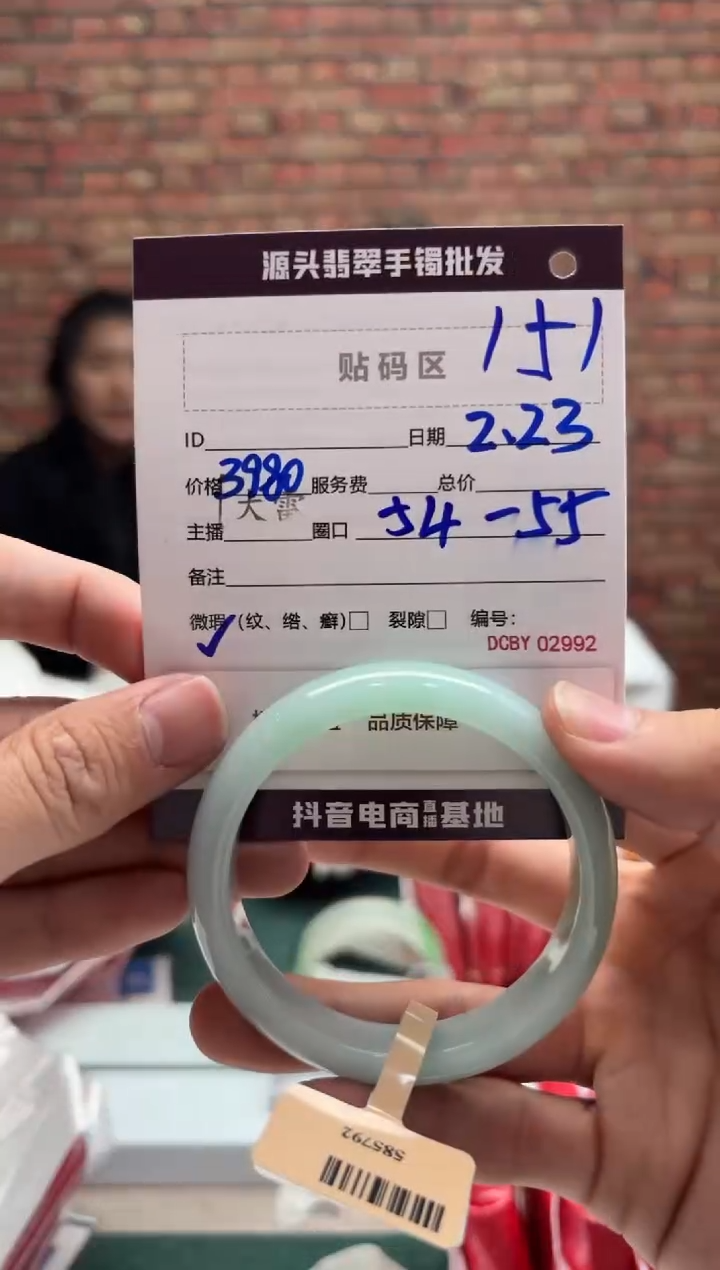 源头翡翠手镯批发
贴码区
151
ID 日期 2.23
价格 3980 服务费 总价
大雷
主播 圈口 54-55
备注
微瑕✓(纹、绺、癣)□ 裂隙□ 编号:
DCBY 02992
品质保障
抖音电商直播基地
585792